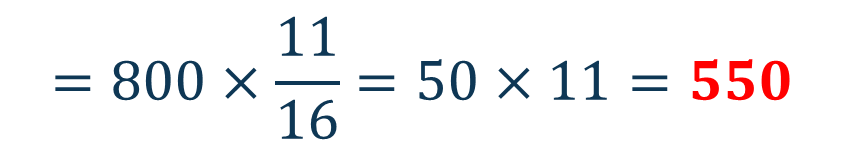 = 800 × 11/16 = 50 × 11 = 550